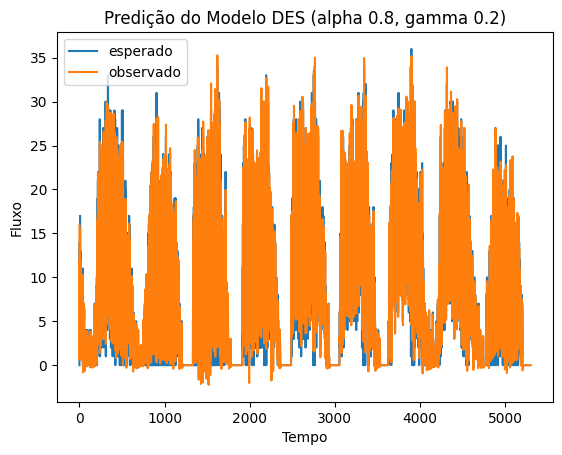 Predição do Modelo DES (alpha 0.8, gamma 0.2)
esperado
observado
35
30
25
20
15
10
5
0
Fluxo
0 1000 2000 3000 4000 5000
Tempo